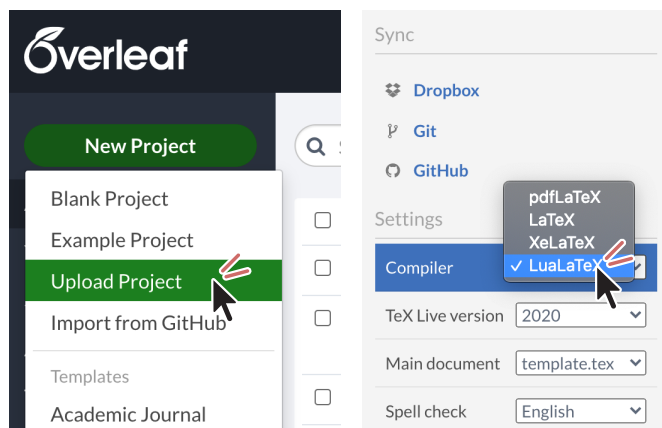 Overleaf
New Project
Blank Project
Example Project
Upload Project
Import from GitHub
Templates
Academic Journal
Sync
Dropbox
Git
GitHub
Settings
pdfLaTeX
LaTeX
XeLaTeX
Compiler
✓ LuaLaTeX
TeX Live version 2020
Main document template.tex
Spell check English